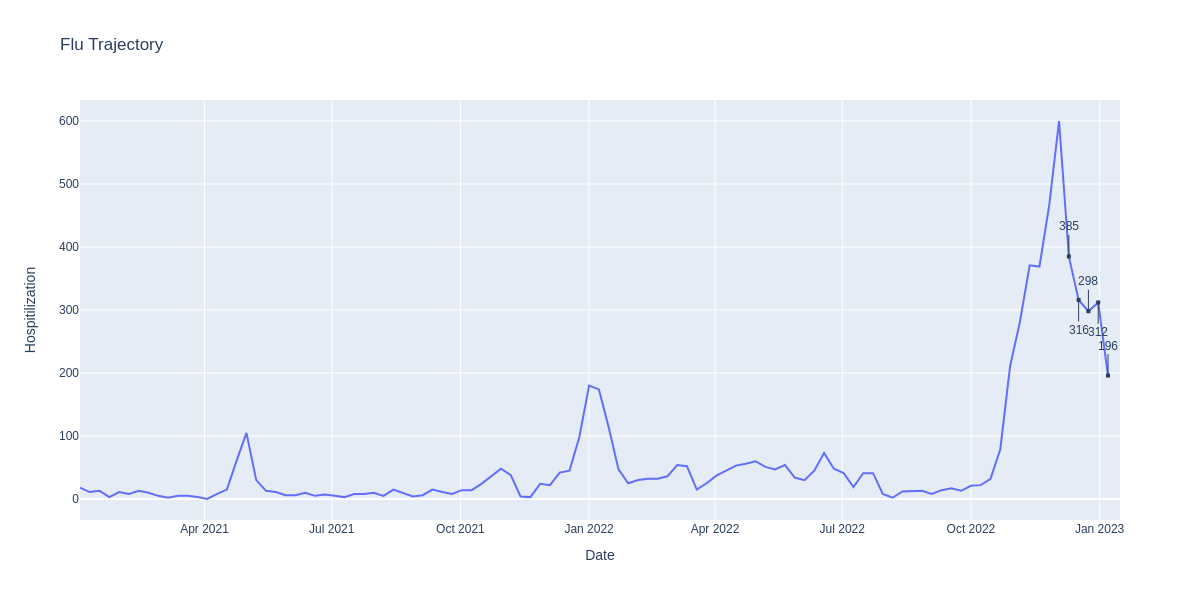 Flu Trajectory
600
500
400
300
200
100
0
Hospitilization
385
298
316
312
196
Apr 2021
Jul 2021
Oct 2021
Jan 2022
Apr 2022
Jul 2022
Oct 2022
Jan 2023
Date